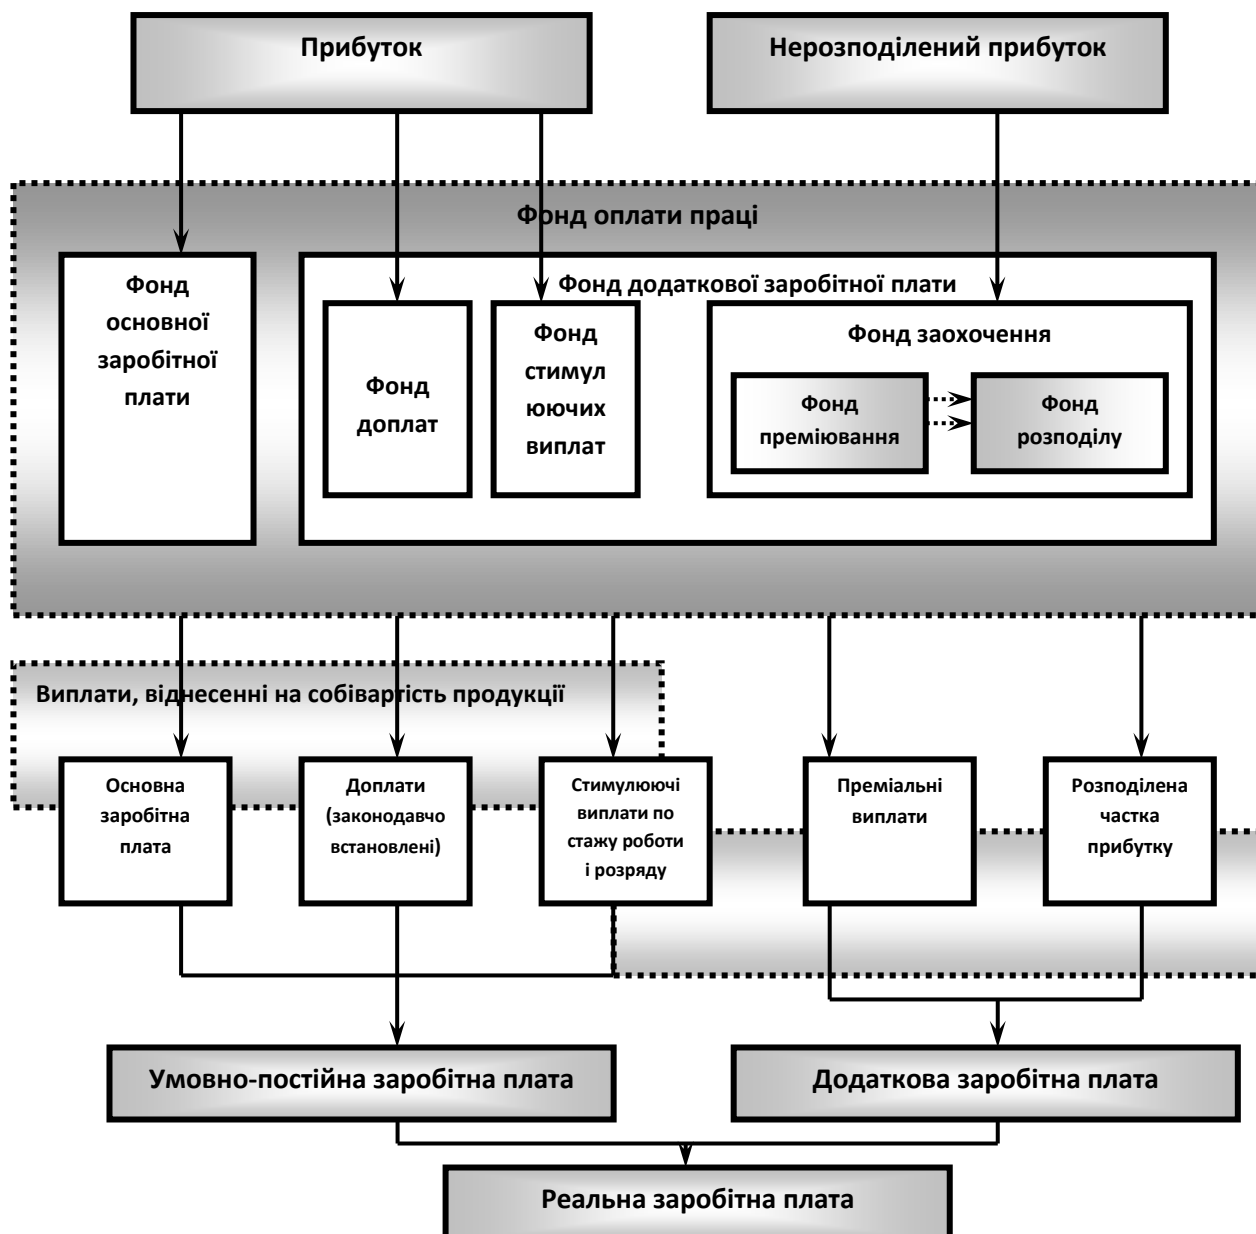 Прибуток
Нерозподілений прибуток
Фонд оплати праці
Фонд
основної
заробітної
плати
Фонд додаткової заробітної плати
Фонд
доплат
Фонд
стимул
юючих
виплат
Фонд заохочення
Фонд
преміювання
Фонд
розподілу
Виплати, віднесенні на собівартість продукції
Основна
заробітна
плата
Доплати
(законодавчо
встановлені)
Стимулюючі
виплати по
стажу роботи
і розряду
Преміальні
виплати
Розподілена
частка
прибутку
Умовно-постійна заробітна плата
Додаткова заробітна плата
Реальна заробітна плата